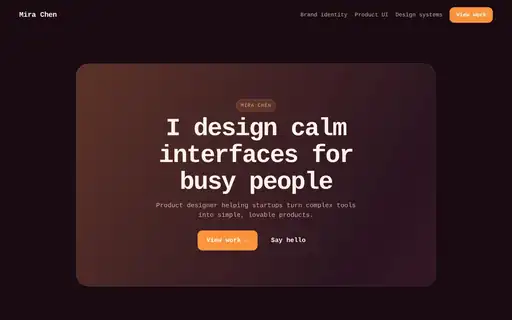 Mira Chen
Brand identity Product UI Design systems View work
MIRA CHEN
I design calm
interfaces for
busy people
Product designer helping startups turn complex tools
into simple, lovable products.
View work Say hello